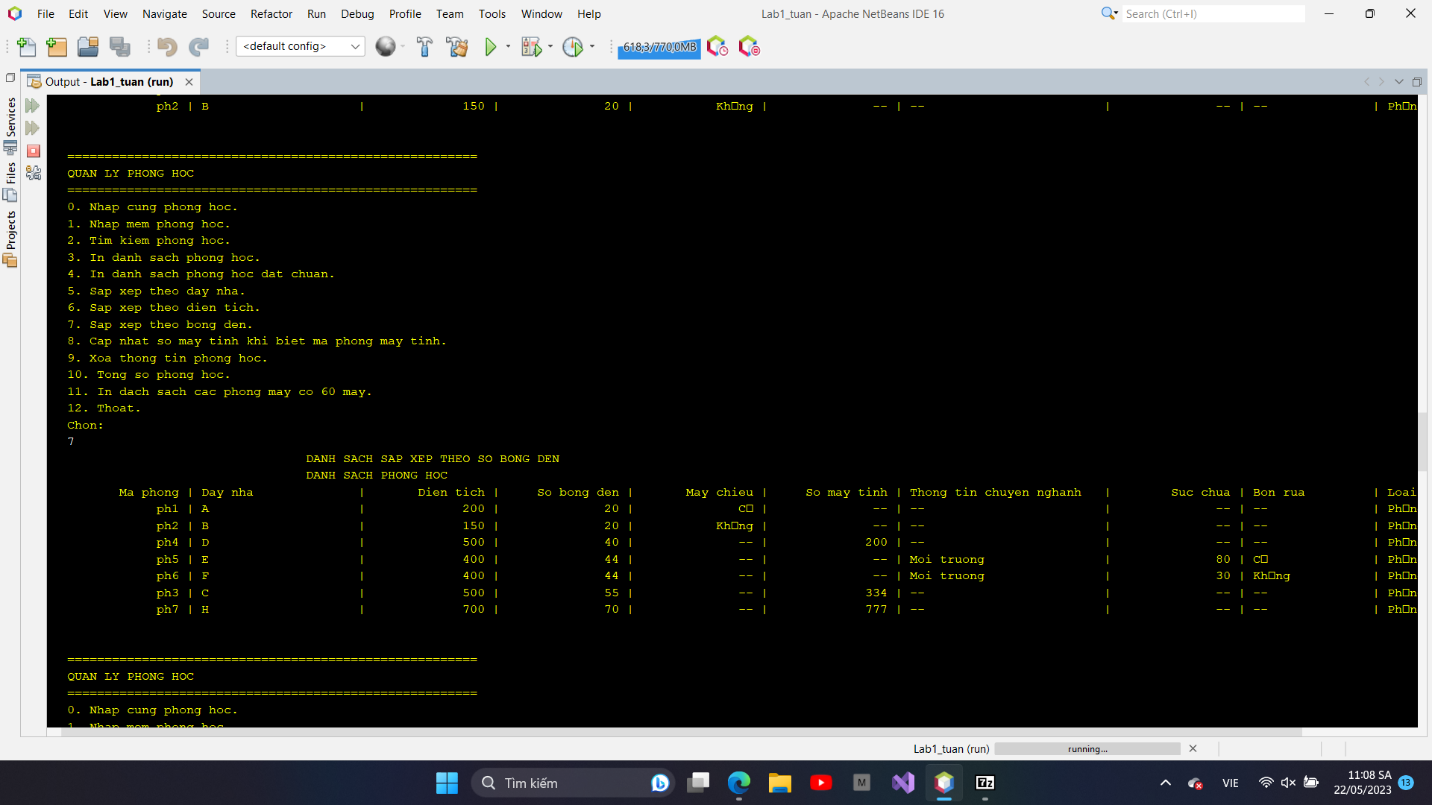 File Edit View Navigate Source Refactor Run Debug Profile Team Tools Window Help Lab1_tuan - Apache NetBeans IDE 16 Search (Ctrl+I)
<default config> 618,3/770,0MB
Output - Lab1_tuan (run)
Services
Files
Projects
ph2 | B | 150 | 20 | Kh□ng | -- | -- | -- | -- | Ph□n
=======================================================
QUAN LY PHONG HOC
=======================================================
0. Nhap cung phong hoc.
1. Nhap mem phong hoc.
2. Tim kiem phong hoc.
3. In danh sach phong hoc.
4. In danh sach phong hoc dat chuan.
5. Sap xep theo day nha.
6. Sap xep theo dien tich.
7. Sap xep theo bong den.
8. Cap nhat so may tinh khi biet ma phong may tinh.
9. Xoa thong tin phong hoc.
10. Tong so phong hoc.
11. In dach sach cac phong may co 60 may.
12. Thoat.
Chon:
7
DANH SACH SAP XEP THEO SO BONG DEN
DANH SACH PHONG HOC
Ma phong | Day nha | Dien tich | So bong den | May chieu | So may tinh | Thong tin chuyen nghanh | Suc chua | Bon rua | Loai
ph1 | A | 200 | 20 | C□ | -- | -- | -- | -- | Ph□n
ph2 | B | 150 | 20 | Kh□ng | -- | -- | -- | -- | Ph□n
ph4 | D | 500 | 40 | -- | 200 | -- | -- | -- | Ph□n
ph5 | E | 400 | 44 | -- | -- | Moi truong | 80 | C□ | Ph□n
ph6 | F | 400 | 44 | -- | -- | Moi truong | 30 | Kh□ng | Ph□n
ph3 | C | 500 | 55 | -- | 334 | -- | -- | -- | Ph□n
ph7 | H | 700 | 70 | -- | 777 | -- | -- | -- | Ph□n
=======================================================
QUAN LY PHONG HOC
=======================================================
0. Nhap cung phong hoc.
1. Nhap mem phong hoc.
Lab1_tuan (run) running...
Tìm kiếm M 7z VIE 11:08 SA 13
22/05/2023